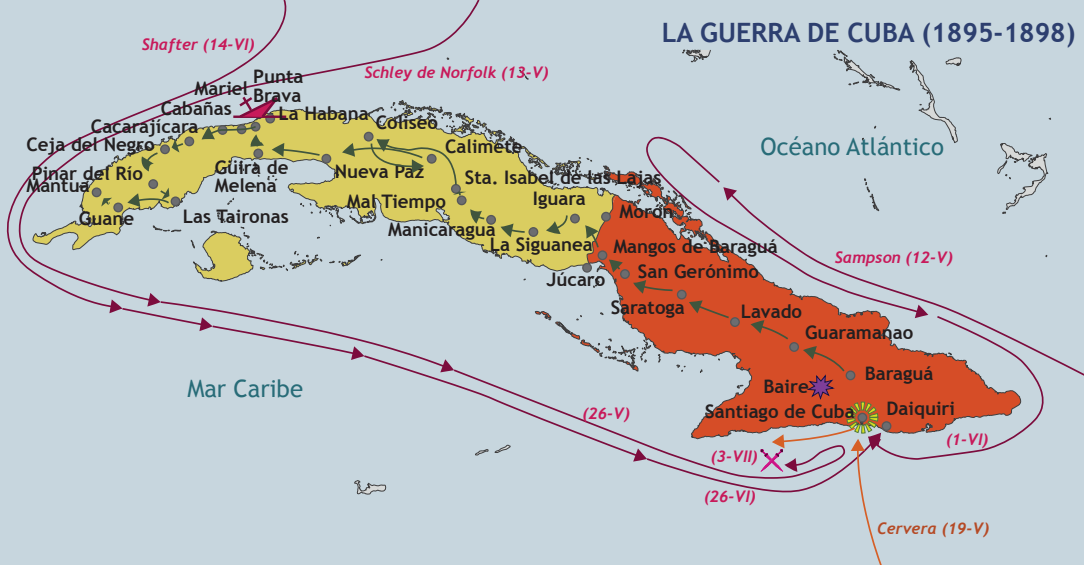 LA GUERRA DE CUBA (1895-1898)
Shafter (14-VI)
Schley de Norfolk (13-V)
Punta
Brava
Mariel
Cabañas
La Habana
Cacarajícara
Coliseo
Ceja del Negro
Calimete
Océano Atlántico
Pinar del Río
Güira de
Melena
Nueva Paz
Sta. Isabel de las Lajas
Mantua
Mal Tiempo
Iguara
Guane
Las Taironas
Morón
Manicaragua
La Siguanea
Mangos de Baraguá
Sampson (12-V)
Júcaro
San Gerónimo
Saratoga
Lavado
Guaramanao
Mar Caribe
Baire
Baraguá
(26-V)
Santiago de Cuba
Daiquiri
(1-VI)
(3-VII)
(26-VI)
Cervera (19-V)